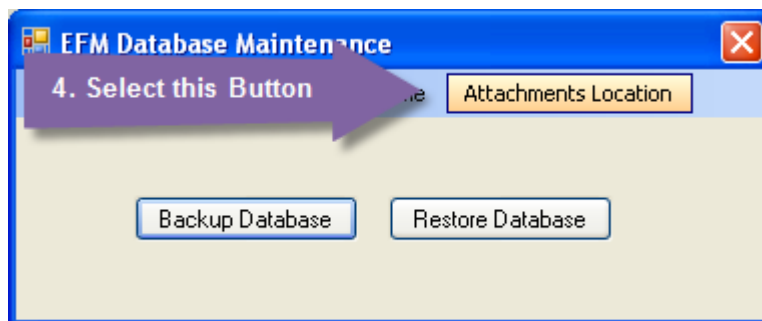 EFM Database Maintenance
4. Select this Button
Attachments Location
Backup Database Restore Database